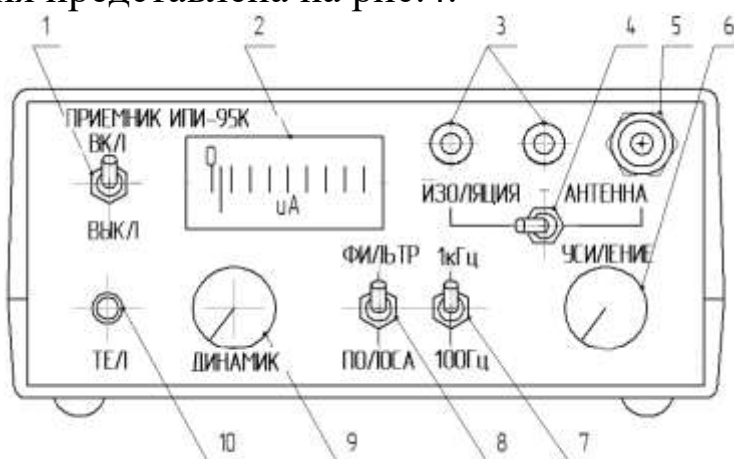 ия представлена на рис.4.
1 2 3 4 5 6
ПРИЕМНИК ИПИ-95К
ВКЛ
ВЫКЛ
uA
ИЗОЛЯЦИЯ АНТЕННА
ФИЛЬТР 1кГц УСИЛЕНИЕ
ТЕЛ ДИНАМИК ПОЛОСА 100Гц
10 9 8 7